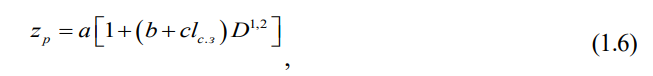 z_p = a[1+(b+cl_{с.з})D^{1,2}], (1.6)